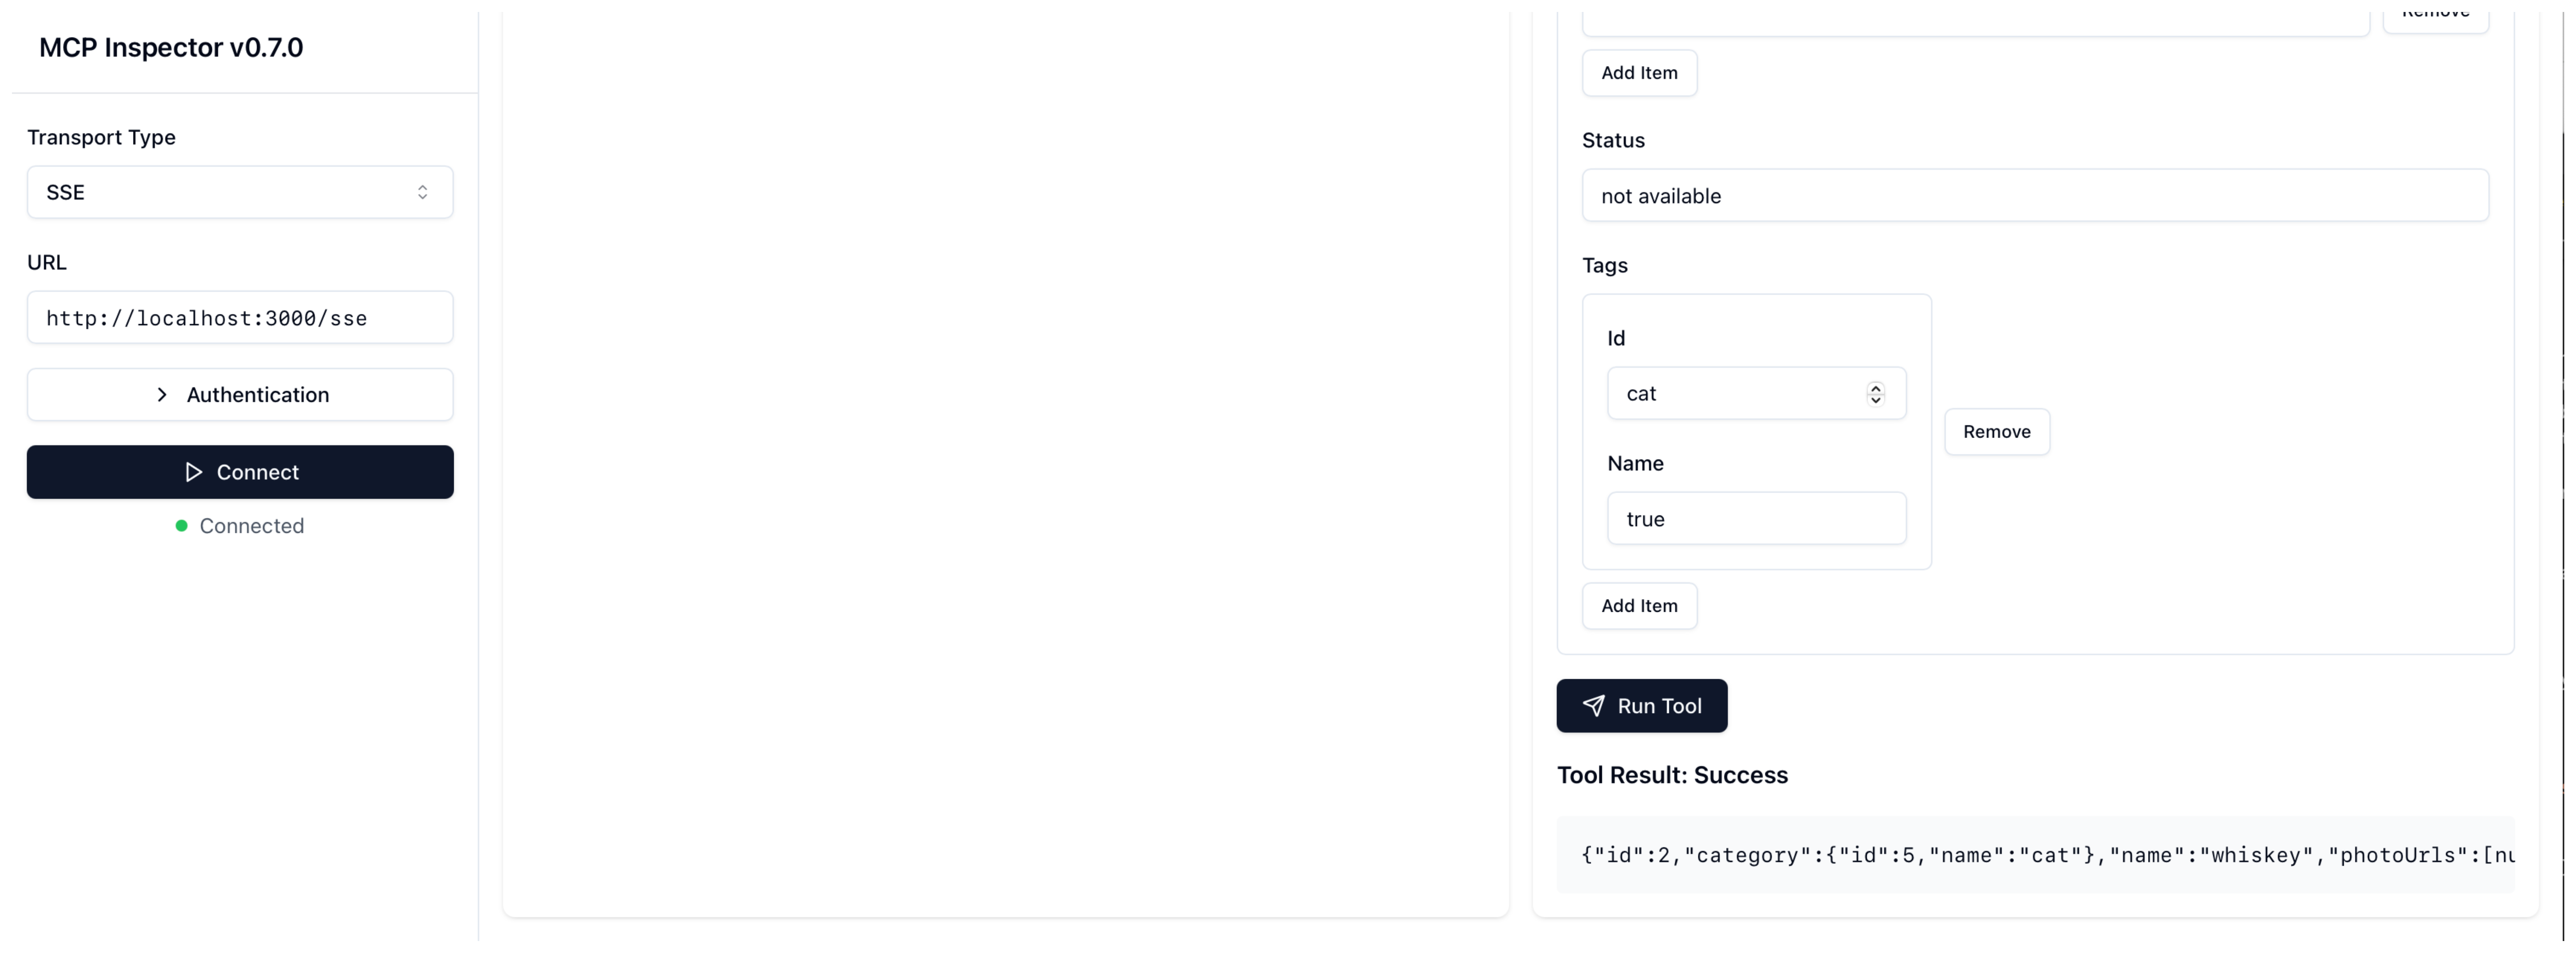 MCP Inspector v0.7.0
Transport Type
SSE
URL
http://localhost:3000/sse
Authentication
Connect
Connected
Remove
Add Item
Status
not available
Tags
Id
cat
Name
true
Remove
Add Item
Run Tool
Tool Result: Success
{"id":2,"category":{"id":5,"name":"cat"},"name":"whiskey","photoUrls":[nu